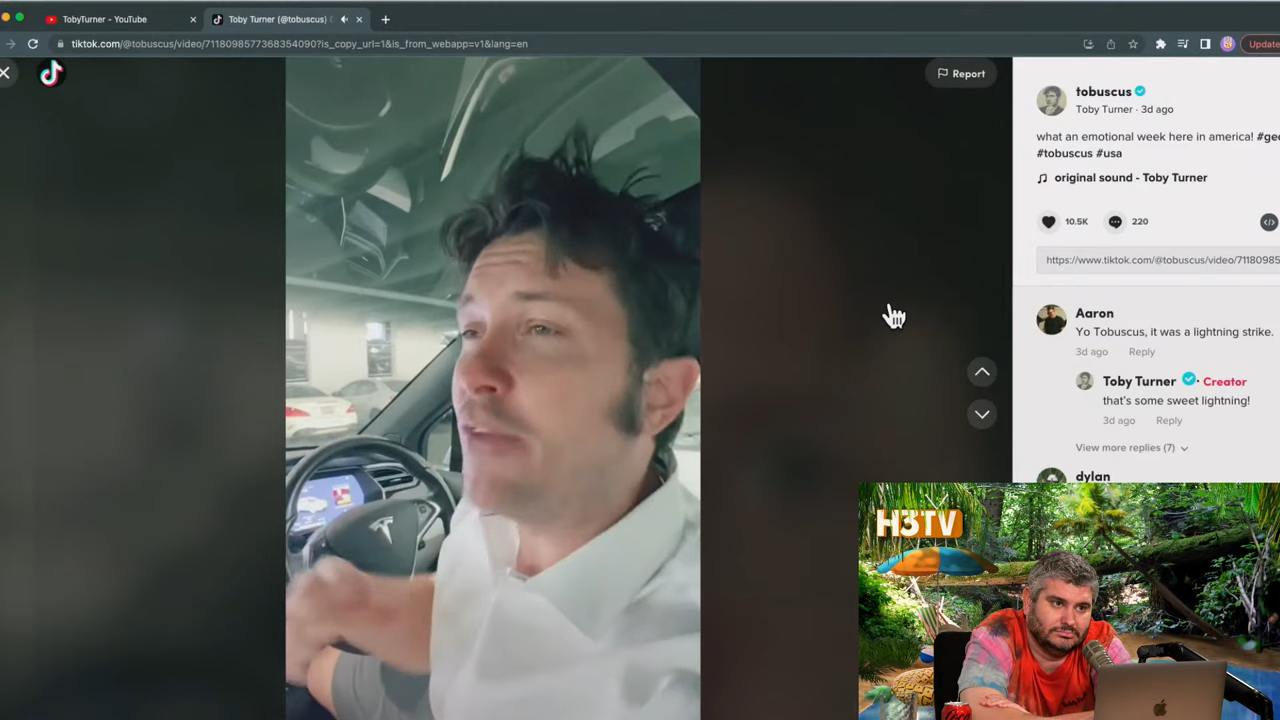 TobyTurner - YouTube
Toby Turner (@tobuscus)
tiktok.com/@tobuscus/video/7118098577368354090?is_copy_url=1&is_from_webapp=v1&lang=en
Update
Report
tobuscus
Toby Turner · 3d ago
what an emotional week here in america!
#tobuscus #usa
original sound - Toby Turner
10.5K
220
https://www.tiktok.com/@tobuscus/video/71180985
Aaron
Yo Tobuscus, it was a lightning strike.
3d ago Reply
Toby Turner · Creator
that's some sweet lightning!
3d ago Reply
View more replies (7)
dylan
H3TV